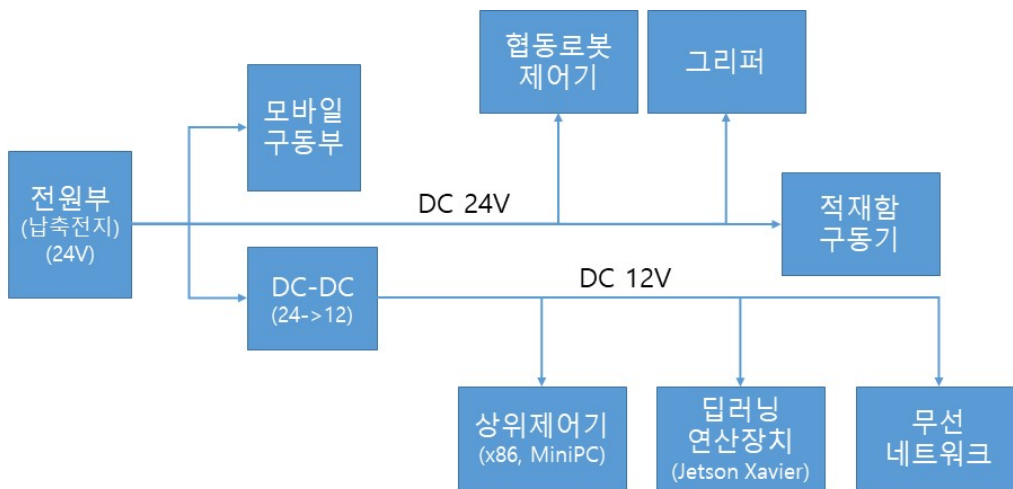 협동로봇
제어기
그리퍼
모바일
구동부
전원부
(납축전지)
(24V)
DC 24V
적재함
구동기
DC-DC
(24->12)
DC 12V
상위제어기
(x86, MiniPC)
딥러닝
연산장치
(Jetson Xavier)
무선
네트워크